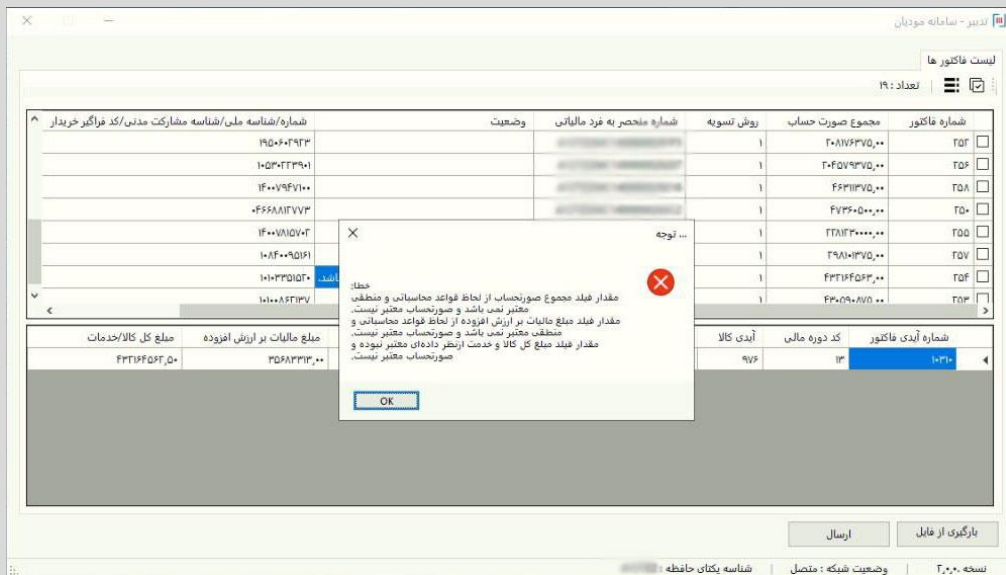 تدبیر - سامانه مودیان
لیست فاکتور ها
تعداد : ۱۹
شماره فاکتور مجموع صورت حساب روش تسویه شماره منحصر به فرد مالیاتی وضعیت شماره/شناسه ملی/شناسه مشارکت مدنی/کد فراگیر خریدار
۲۵۲ ۲۰۸۱۷۶۳۷۵,۰۰ ۱ ۱۹۵۰۶۰۲۹۲۳
۲۵۶ ۲۰۴۵۷۹۳۷۵,۰۰ ۱ ۱۰۵۳۰۲۲۳۹۰۱
۲۵۸ ۴۶۳۱۱۳۷۵,۰۰ ۱ ۱۴۰۰۷۹۴۷۱۰۰
۲۵۰ ۴۷۳۶۰۵۰۰,۰۰ ۱ ۰۴۶۶۸۸۱۲۷۷۳
۲۵۵ ۲۲۸۱۲۳۰۰۰۰,۰۰ ۱ ۱۴۰۰۷۸۱۵۷۰۲
۲۵۷ ۲۹۸۱۰۱۳۷۵,۰۰ ۱ ۱۰۸۴۰۰۹۵۱۶۱
۲۵۴ ۴۳۲۱۶۴۵۶۳,۰۰ ۱ اشد. ۱۰۱۰۳۳۵۱۵۲۰
۲۵۳ ۴۳۰۵۹۰۸۷۵,۰۰ ۱ ۱۰۱۰۰۸۶۲۱۳۷
توجه ...
خطا:
مقدار فیلد مجموع صورتحساب از لحاظ قواعد محاسباتی و منطقی
معتبر نمی باشد و صورتحساب معتبر نیست.
مقدار فیلد مبلغ مالیات بر ارزش افزوده از لحاظ قواعد محاسباتی و
منطقی معتبر نمی باشد و صورتحساب معتبر نیست.
مقدار فیلد مبلغ کل کالا و خدمت ازنظر داده‌ای معتبر نبوده و
صورتحساب معتبر نیست.
OK
شماره آیدی فاکتور کد دوره مالی آیدی کالا مبلغ مالیات بر ارزش افزوده مبلغ کل کالا/خدمات
۱۰۳۱۰ ۱۳ ۹۷۶ ۳۵۶۸۳۳۱۳,۰۰ ۴۳۲۱۶۴۵۶۲,۵۰
بارگیری از فایل ارسال
نسخه ۲,۰,۰,۰ وضعیت شبکه : متصل شناسه یکتای حافظه :